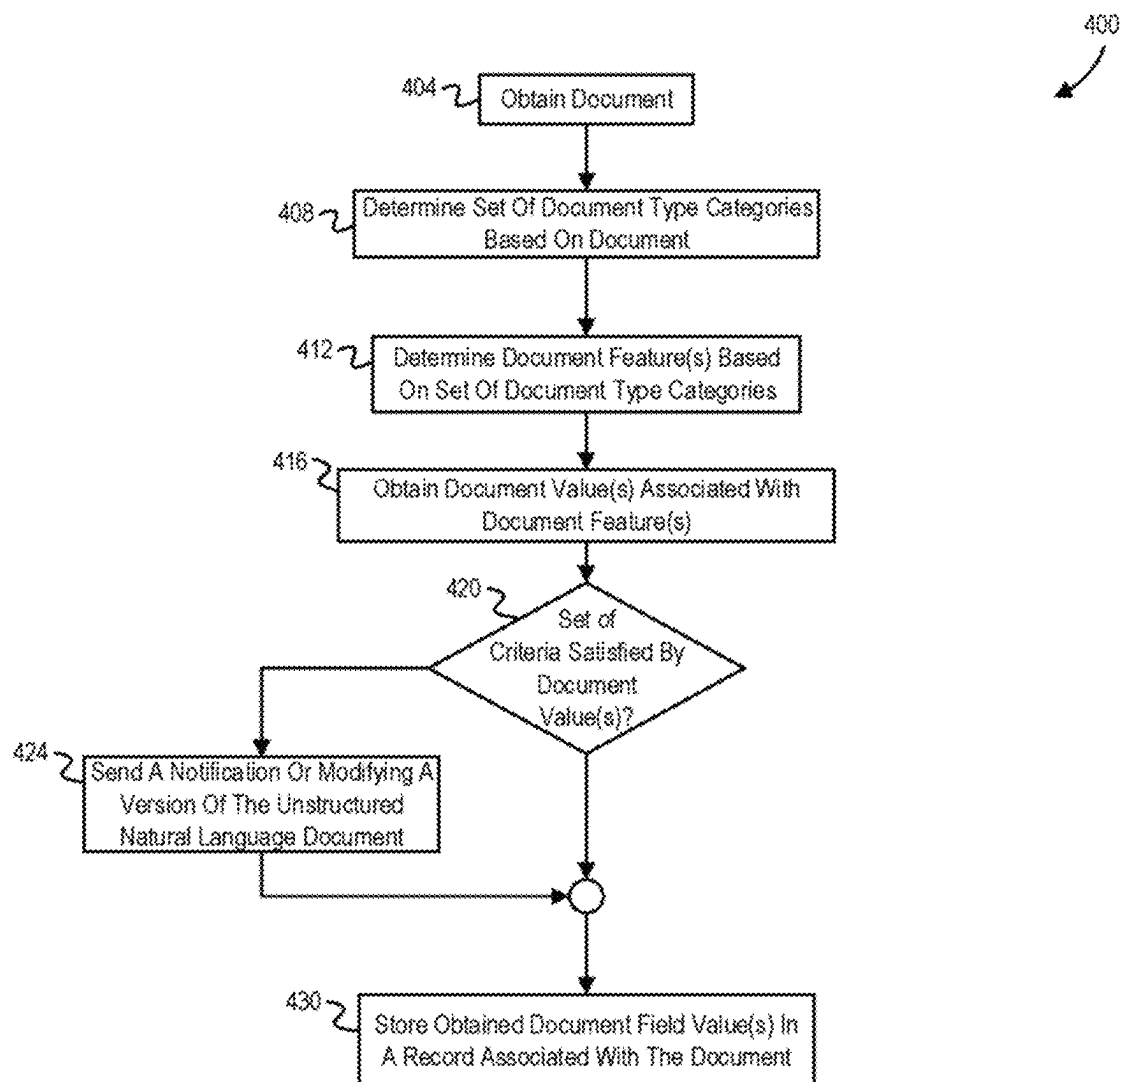 400
404
Obtain Document
408
Determine Set Of Document Type Categories
Based On Document
412
Determine Document Feature(s) Based
On Set Of Document Type Categories
416
Obtain Document Value(s) Associated With
Document Feature(s)
420
Set of
Criteria Satisfied By
Document
Value(s)?
424
Send A Notification Or Modifying A
Version Of The Unstructured
Natural Language Document
430
Store Obtained Document Field Value(s) In
A Record Associated With The Document